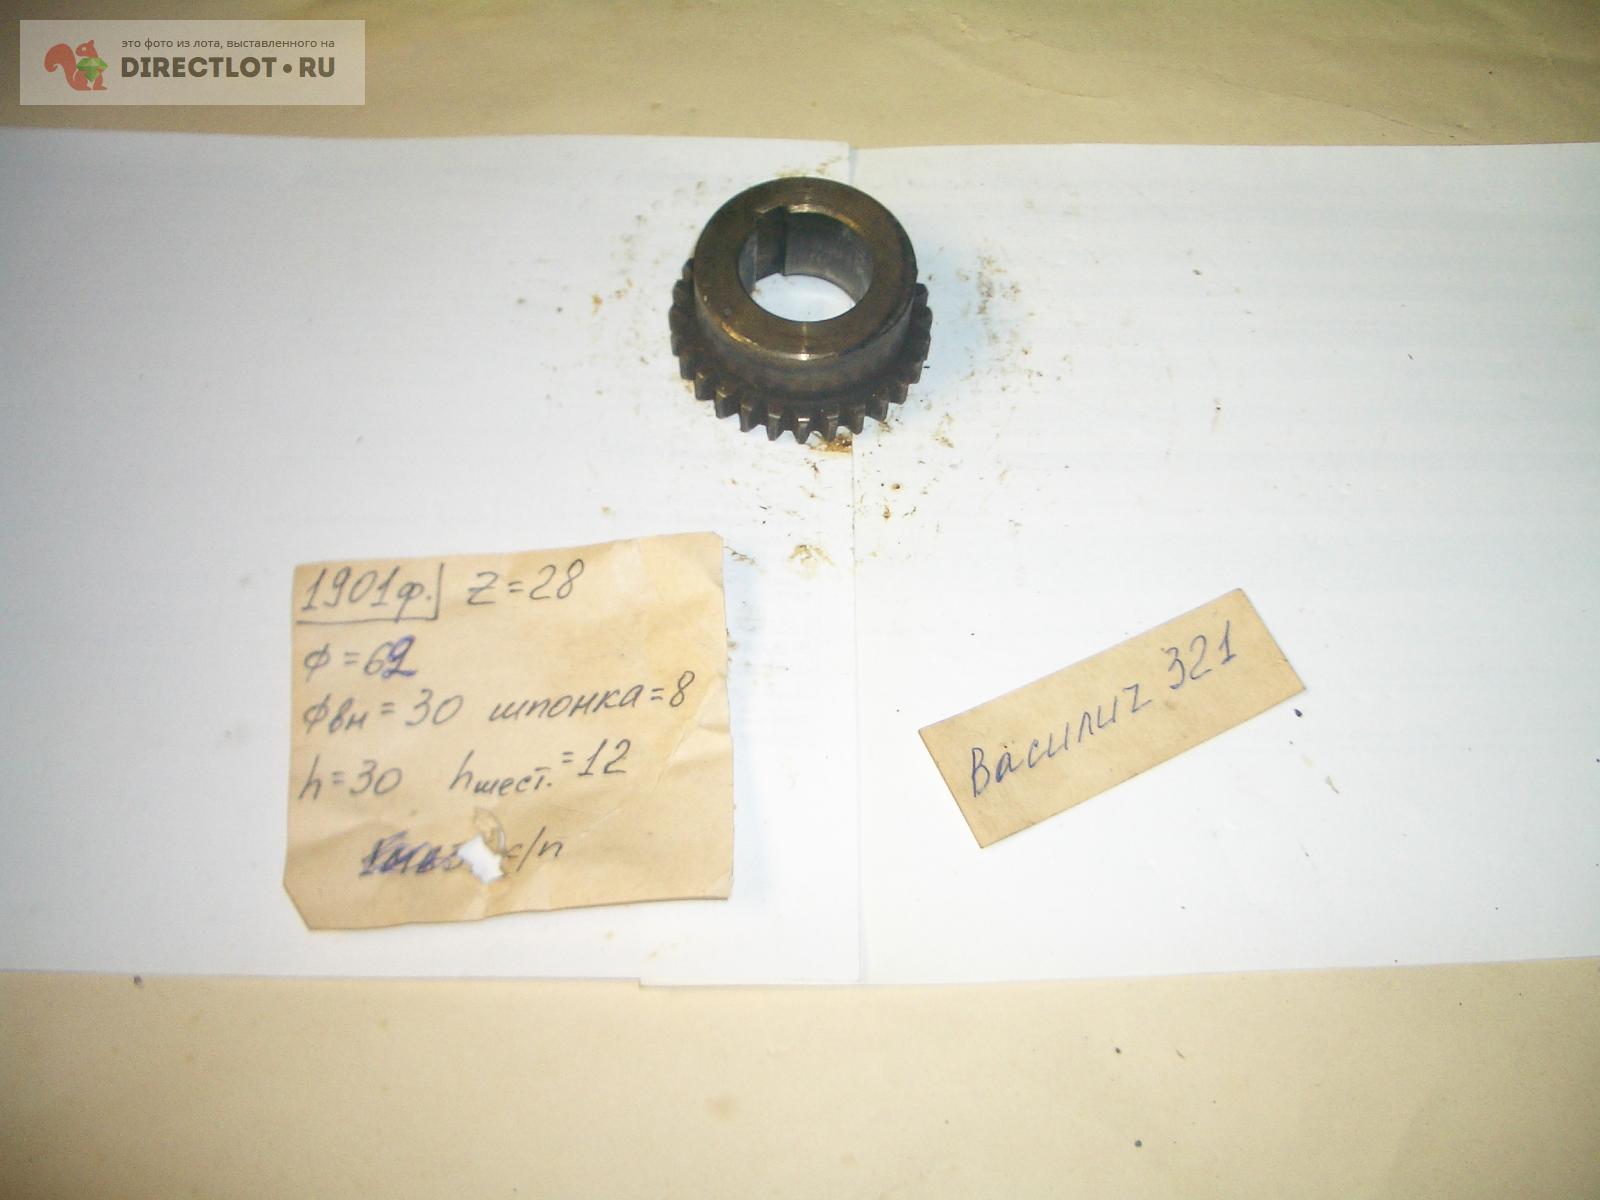 это фото из лота, выставленного на
DIRECTLOT•RU
1901ф. Z=28
ф=62
фвн=30 шпонка=8
h=30 hшест.=12
с/п
Василич 321